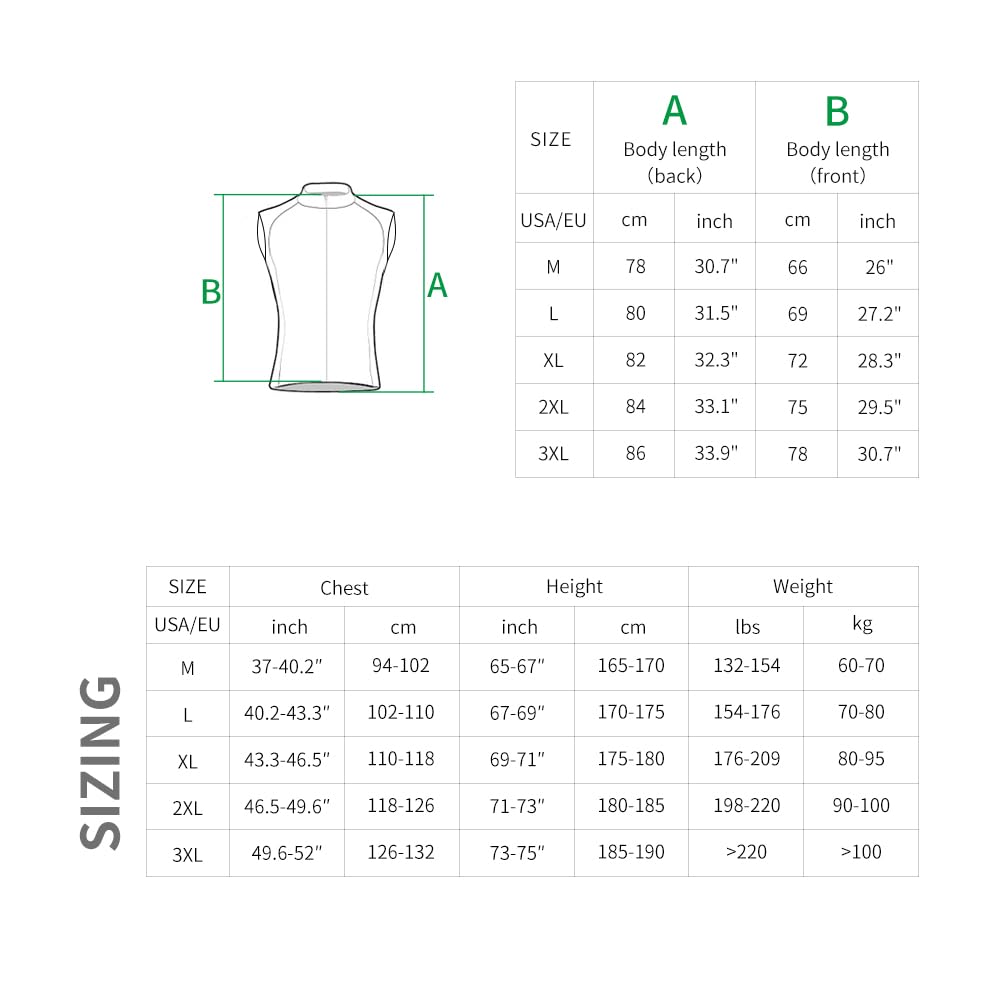 B
A
SIZE A B
Body length Body length
（back） （front）
USA/EU cm inch cm inch
M 78 30.7" 66 26"
L 80 31.5" 69 27.2"
XL 82 32.3" 72 28.3"
2XL 84 33.1" 75 29.5"
3XL 86 33.9" 78 30.7"
SIZING
SIZE Chest Height Weight
USA/EU inch cm inch cm lbs kg
M 37-40.2" 94-102 65-67" 165-170 132-154 60-70
L 40.2-43.3" 102-110 67-69" 170-175 154-176 70-80
XL 43.3-46.5" 110-118 69-71" 175-180 176-209 80-95
2XL 46.5-49.6" 118-126 71-73" 180-185 198-220 90-100
3XL 49.6-52" 126-132 73-75" 185-190 >220 >100